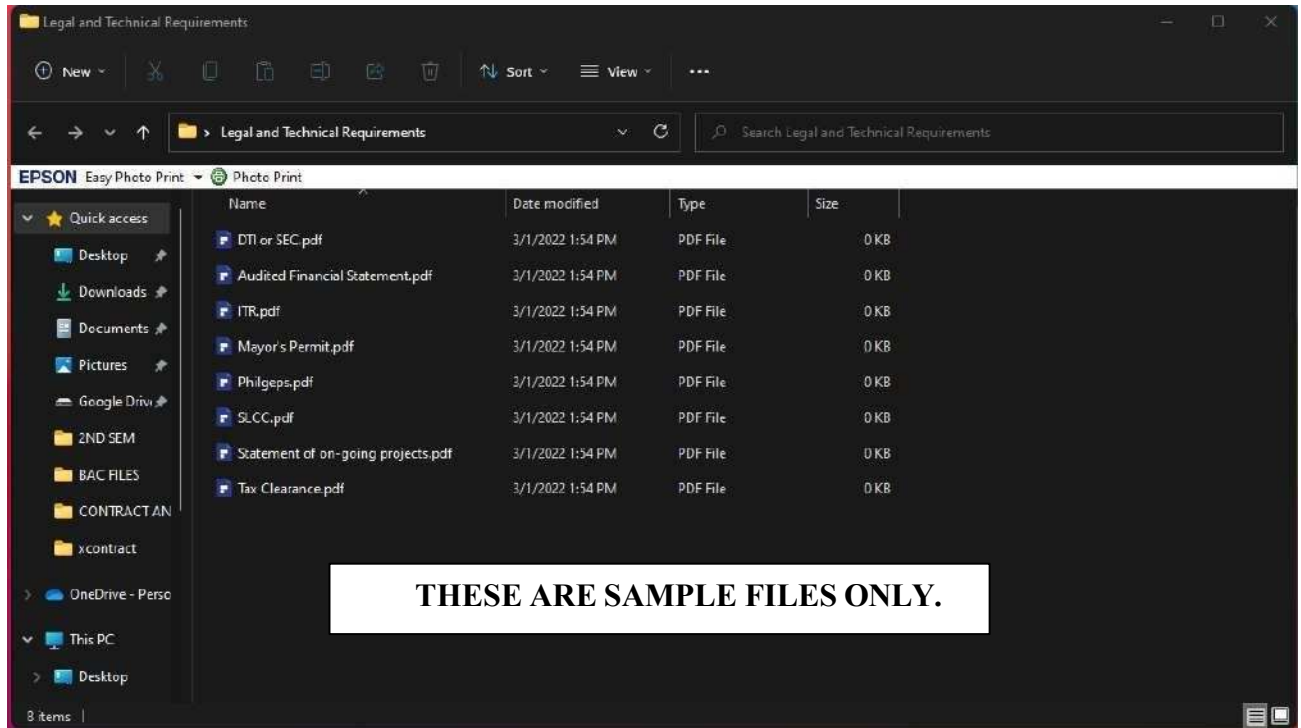 Legal and Technical Requirements
New Sort View ...
Legal and Technical Requirements Search Legal and Technical Requirements
EPSON Easy Photo Print Photo Print
Name Date modified Type Size
Quick access
Desktop
Downloads
Documents
Pictures
Google Driv
2ND SEM
BAC FILES
CONTRACT AN
xcontract
OneDrive - Perso
This PC
Desktop
DTI or SEC.pdf 3/1/2022 1:54 PM PDF File 0 KB
Audited Financial Statement.pdf 3/1/2022 1:54 PM PDF File 0 KB
ITR.pdf 3/1/2022 1:54 PM PDF File 0 KB
Mayor's Permit.pdf 3/1/2022 1:54 PM PDF File 0 KB
Philgeps.pdf 3/1/2022 1:54 PM PDF File 0 KB
SLCC.pdf 3/1/2022 1:54 PM PDF File 0 KB
Statement of on-going projects.pdf 3/1/2022 1:54 PM PDF File 0 KB
Tax Clearance.pdf 3/1/2022 1:54 PM PDF File 0 KB
THESE ARE SAMPLE FILES ONLY.
8 items